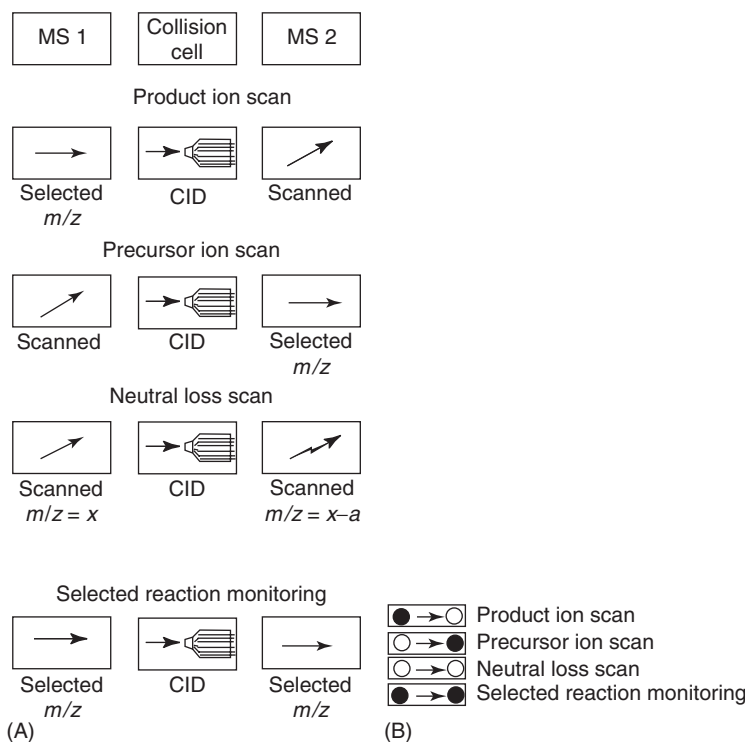 MS 1
Collision
cell
MS 2
Product ion scan
Selected
m/z
CID
Scanned
Precursor ion scan
Scanned
CID
Selected
m/z
Neutral loss scan
Scanned
m/z = x
CID
Scanned
m/z = x–a
Selected reaction monitoring
Selected
m/z
CID
Selected
m/z
(A)
Product ion scan
Precursor ion scan
Neutral loss scan
Selected reaction monitoring
(B)